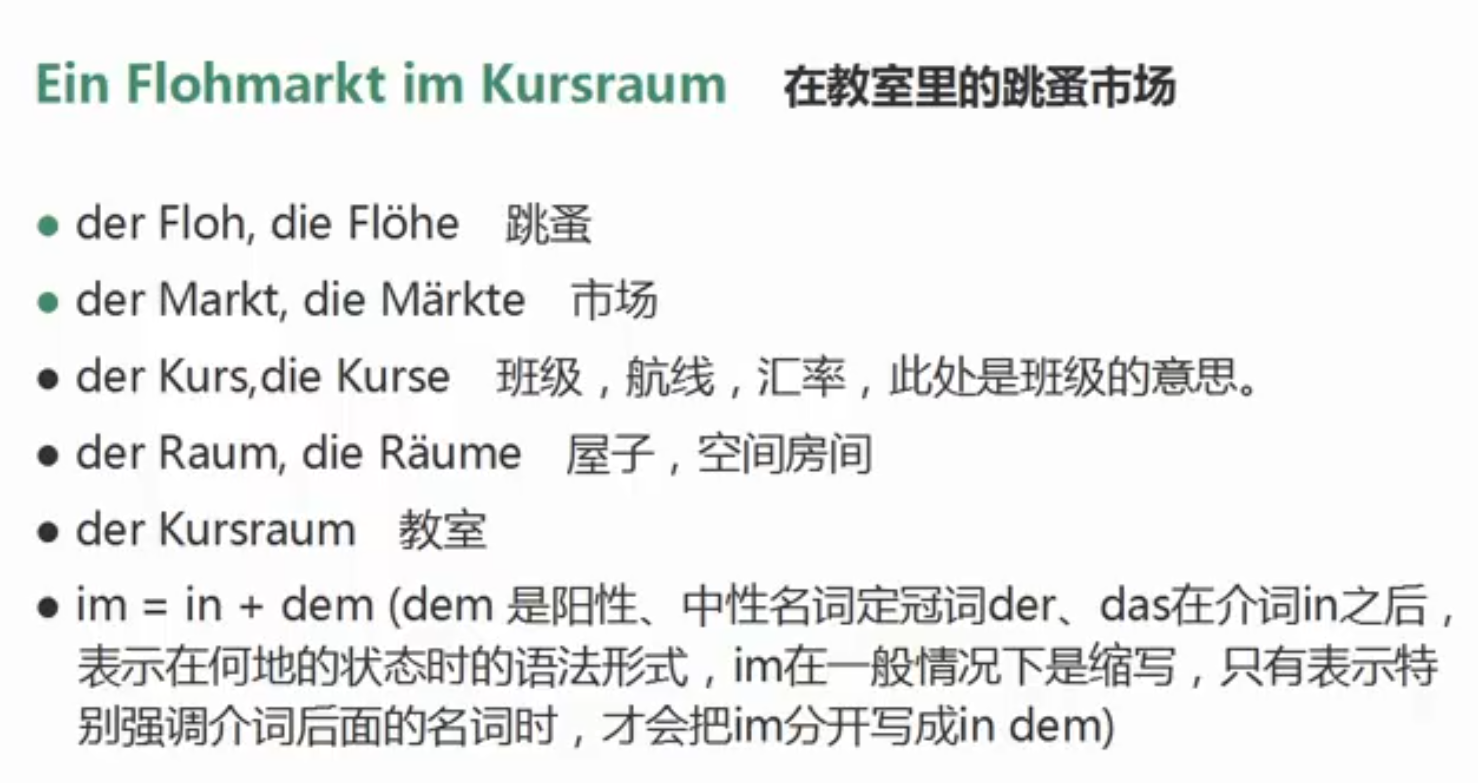 Ein Flohmarkt im Kursraum 在教室里的跳蚤市场
● der Floh, die Flöhe 跳蚤
● der Markt, die Märkte 市场
● der Kurs,die Kurse 班级，航线，汇率，此处是班级的意思。
● der Raum, die Räume 屋子，空间房间
● der Kursraum 教室
● im = in + dem (dem 是阳性、中性名词定冠词der、das在介词in之后，
表示在何地的状态时的语法形式，im在一般情况下是缩写，只有表示特
别强调介词后面的名词时，才会把im分开写成in dem)